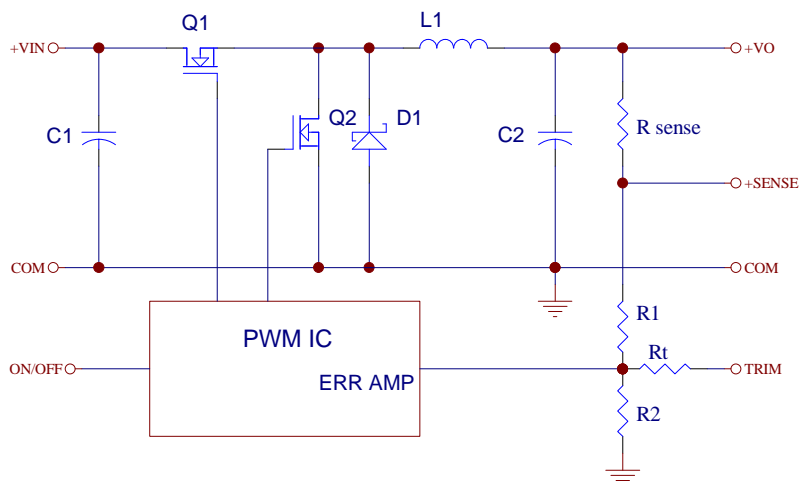 Q1
L1
+VIN
+VO
C1
Q2
D1
C2
R sense
+SENSE
COM
COM
R1
PWM IC
Rt
ON/OFF
ERR AMP
TRIM
R2